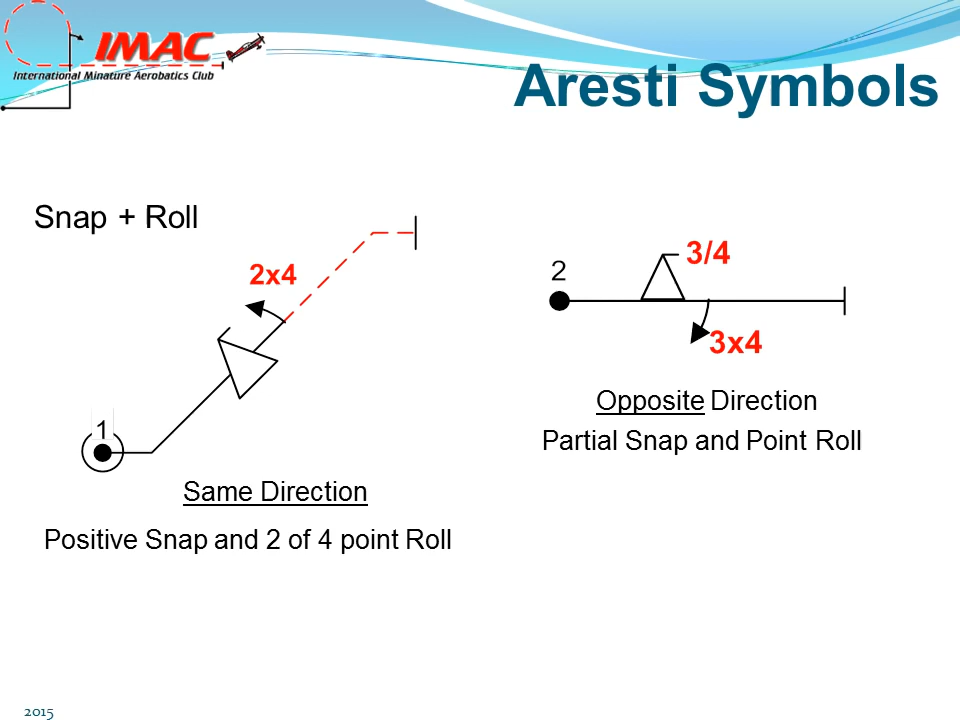 IMAC
International Minature Aerobatics Club
Aresti Symbols
Snap + Roll
2x4
1
Same Direction
Positive Snap and 2 of 4 point Roll
2
3/4
3x4
Opposite Direction
Partial Snap and Point Roll
2015